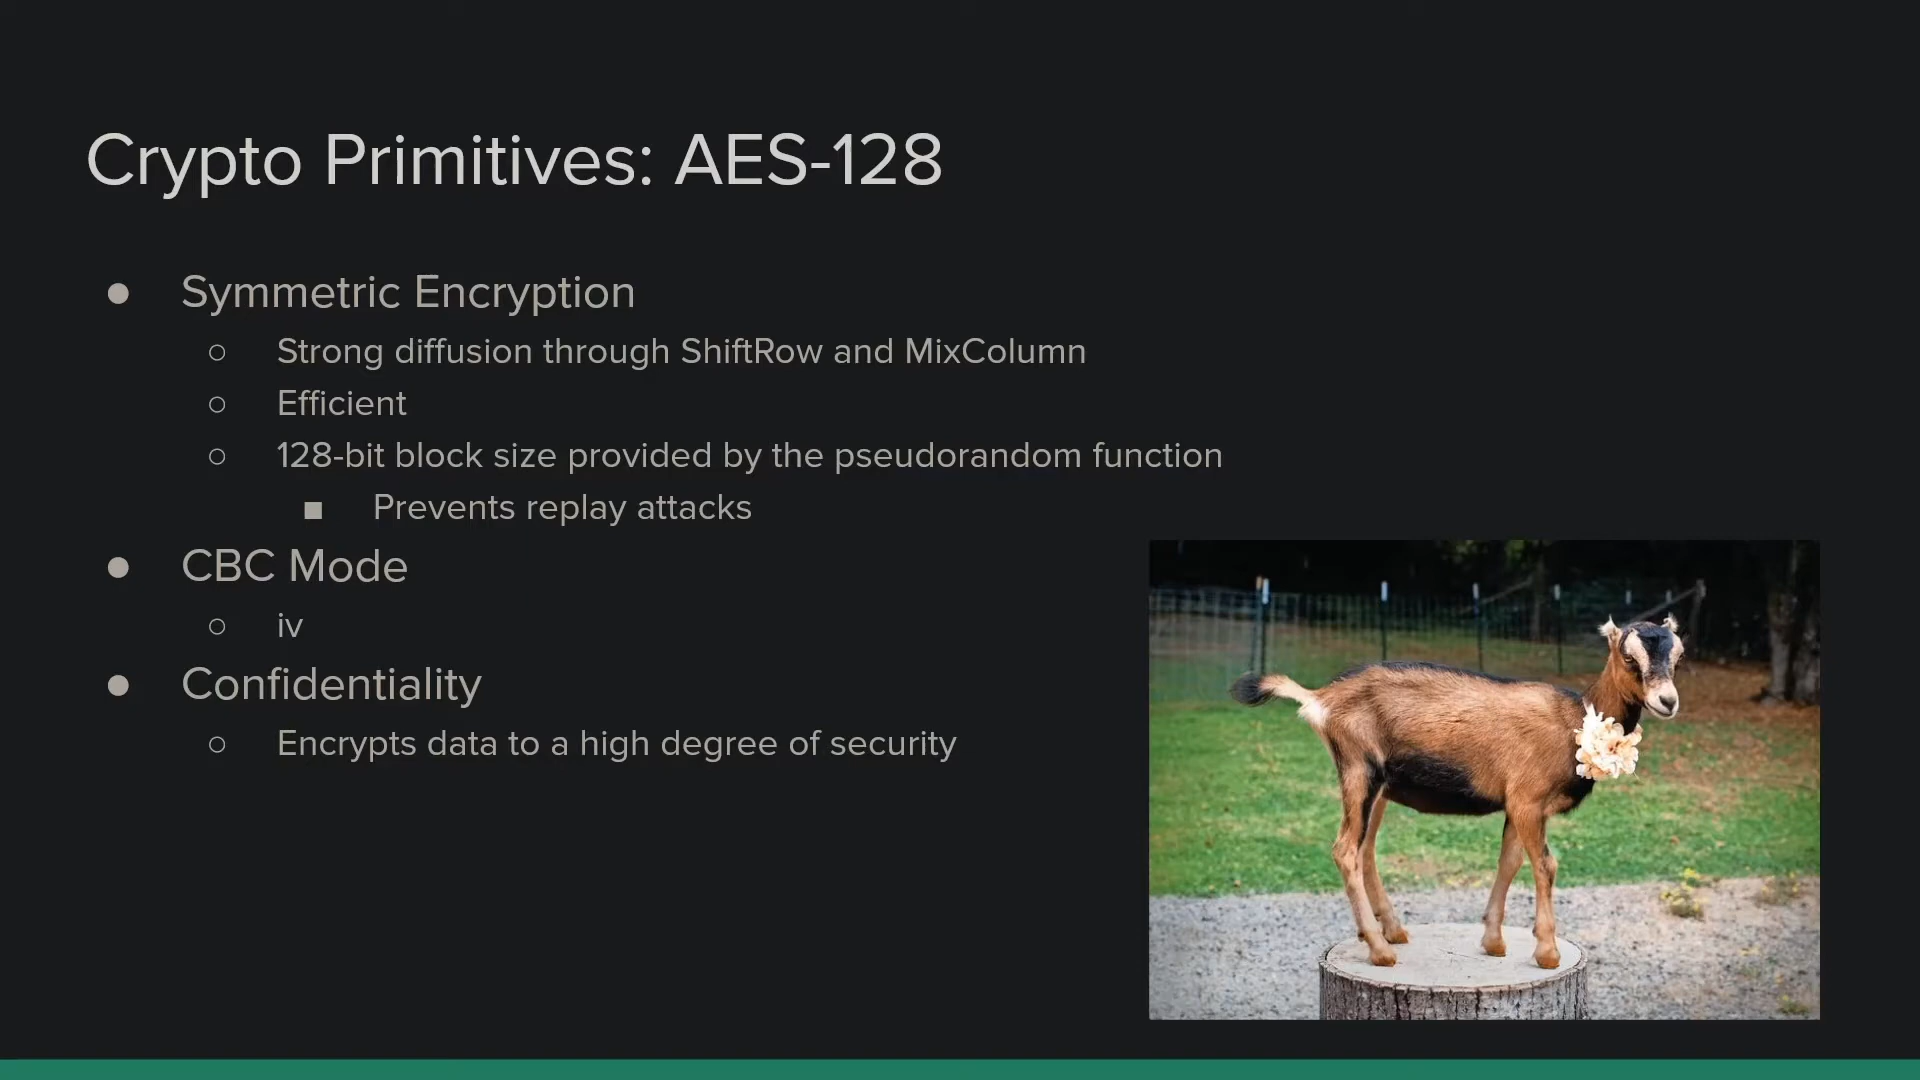 Crypto Primitives: AES-128
● Symmetric Encryption
○ Strong diffusion through ShiftRow and MixColumn
○ Efficient
○ 128-bit block size provided by the pseudorandom function
■ Prevents replay attacks
● CBC Mode
○ iv
● Confidentiality
○ Encrypts data to a high degree of security